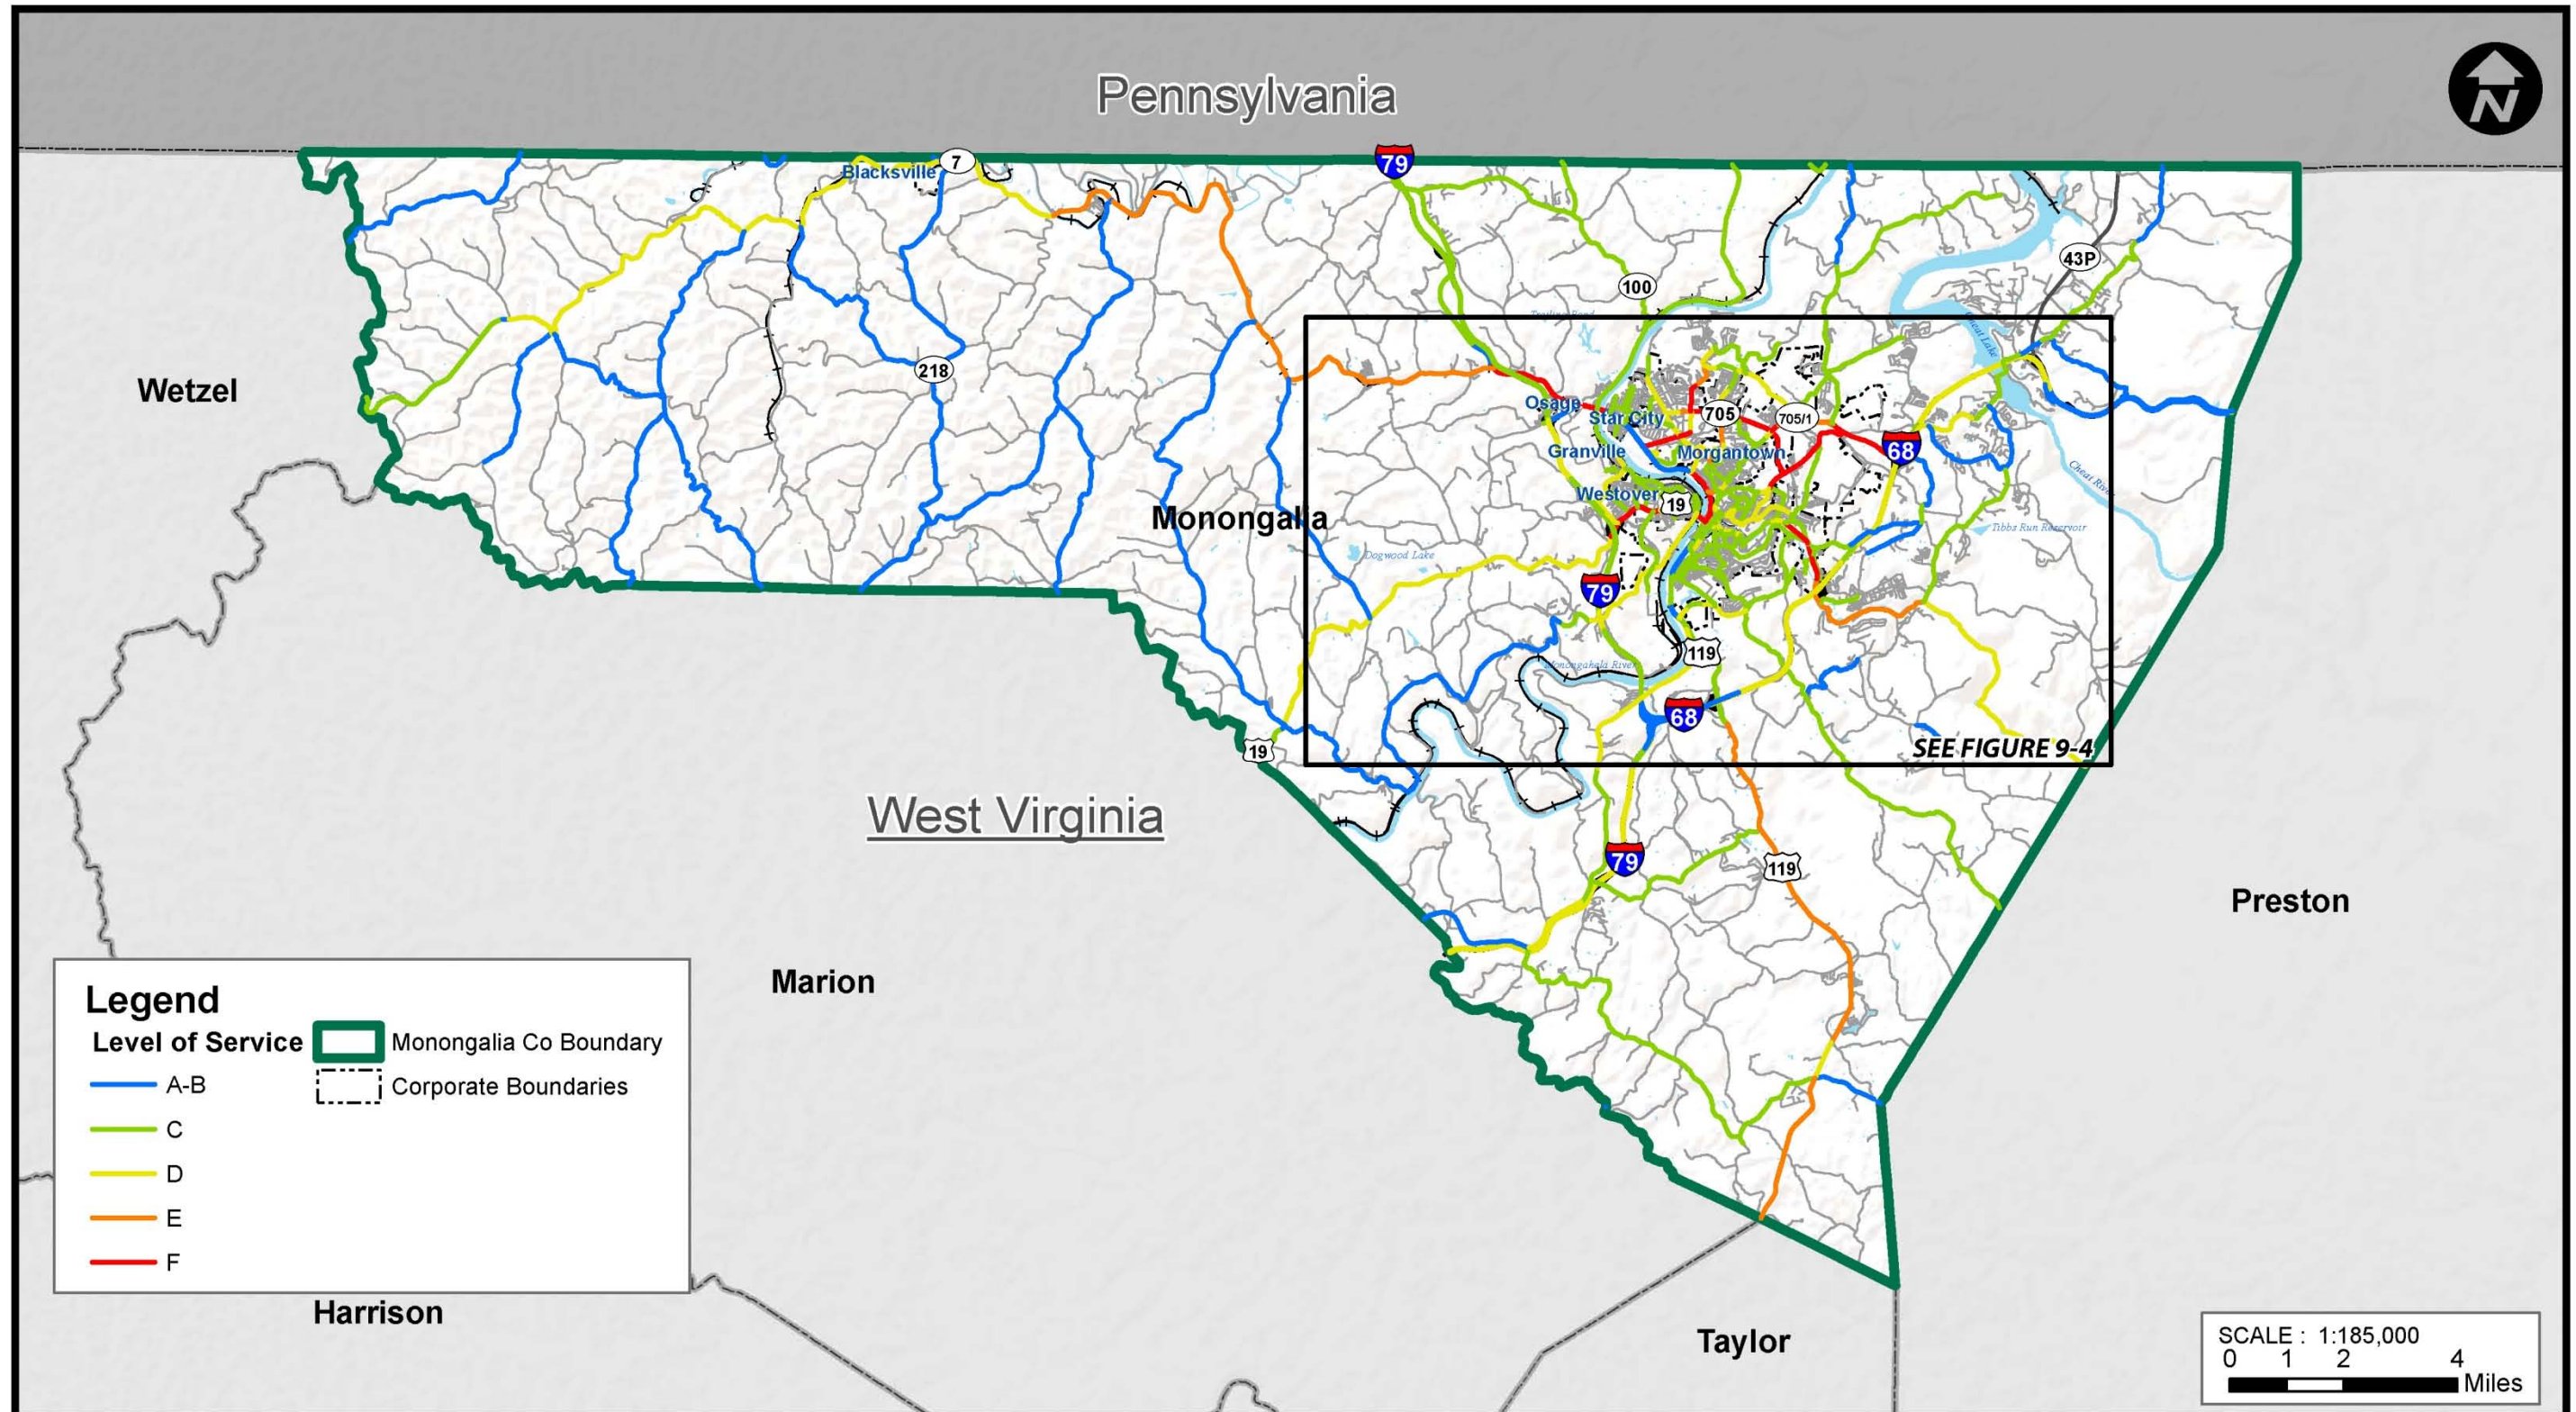 Pennsylvania
N
79
7
Blacksville
43P
100
Cheat Lake
Wetzel
218
Osage
705
705/1
Star City
Granville
Morgantown
68
Cheat River
Westover
19
Monongalia
Tibbs Run Reservoir
Dogwood Lake
79
119
Monongahela River
68
19
SEE FIGURE 9-4
West Virginia
79
119
Preston
Marion
Legend
Level of Service
Monongalia Co Boundary
A-B
Corporate Boundaries
C
D
E
F
Harrison
Taylor
SCALE : 1:185,000
0 1 2 4
Miles